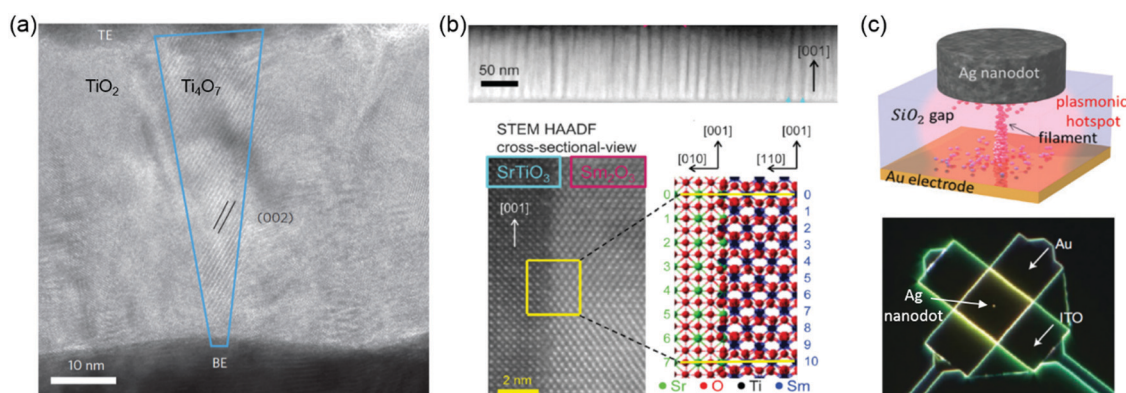 (a)
TE
TiO2
Ti4O7
(002)
BE
10 nm
(b)
50 nm
[001]
STEM HAADF
cross-sectional-view
SrTiO3
[001]
2 nm
[001]
[010]
[001]
[110]
0
1
2
3
4
5
6
7
0
1
2
3
4
5
6
7
8
9
10
Sr
O
Ti
Sm
(c)
Ag nanodot
SiO2 gap
plasmonic
hotspot
filament
Au electrode
Au
Ag
nanodot
ITO